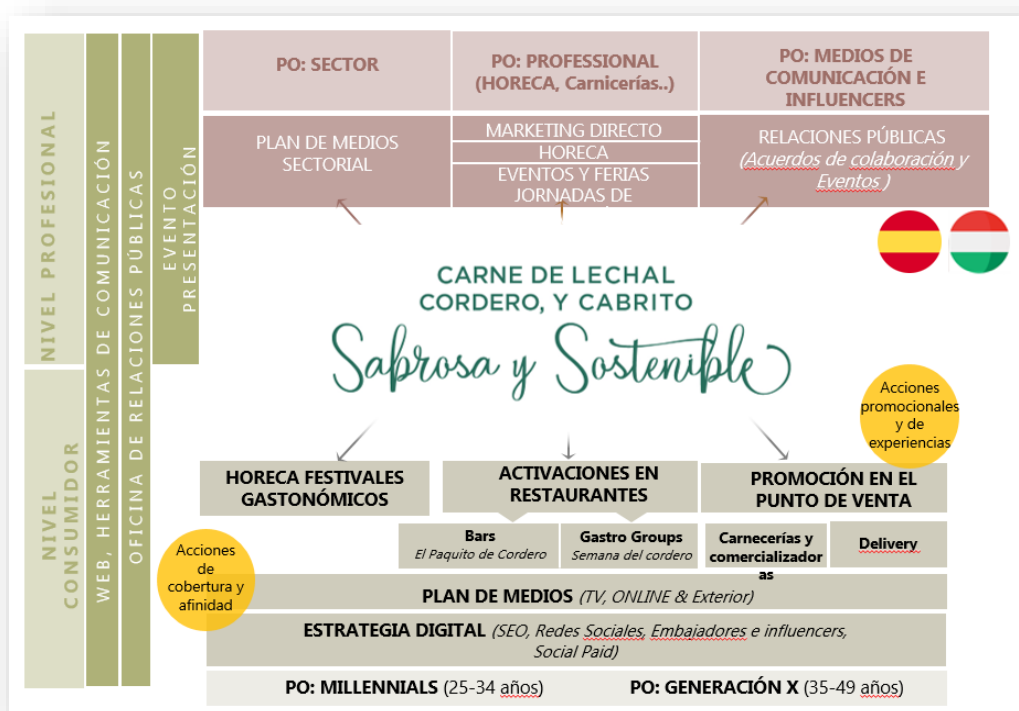 PO: SECTOR
PO: PROFESSIONAL
(HORECA, Carnicerías..)
PO: MEDIOS DE
COMUNICACIÓN E
INFLUENCERS
PLAN DE MEDIOS
SECTORIAL
MARKETING DIRECTO
HORECA
EVENTOS Y FERIAS
JORNADAS DE
RELACIONES PÚBLICAS
(Acuerdos de colaboración y
Eventos )
NIVEL PROFESIONAL
NIVEL
CONSUMIDOR
WEB, HERRAMIENTAS DE COMUNICACIÓN
OFICINA DE RELACIONES PÚBLICAS
EVENTO
PRESENTACIÓN
CARNE DE LECHAL
CORDERO, Y CABRITO
Sabrosa y Sostenible
Acciones
promocionales
y de
experiencias
HORECA FESTIVALES
GASTONÓMICOS
ACTIVACIONES EN
RESTAURANTES
PROMOCIÓN EN EL
PUNTO DE VENTA
Bars
El Paquito de Cordero
Gastro Groups
Semana del cordero
Carnecerías y
comercializador
as
Delivery
Acciones
de
cobertura y
afinidad
PLAN DE MEDIOS (TV, ONLINE & Exterior)
ESTRATEGIA DIGITAL (SEO, Redes Sociales, Embajadores e influencers,
Social Paid)
PO: MILLENNIALS (25-34 años)
PO: GENERACIÓN X (35-49 años)